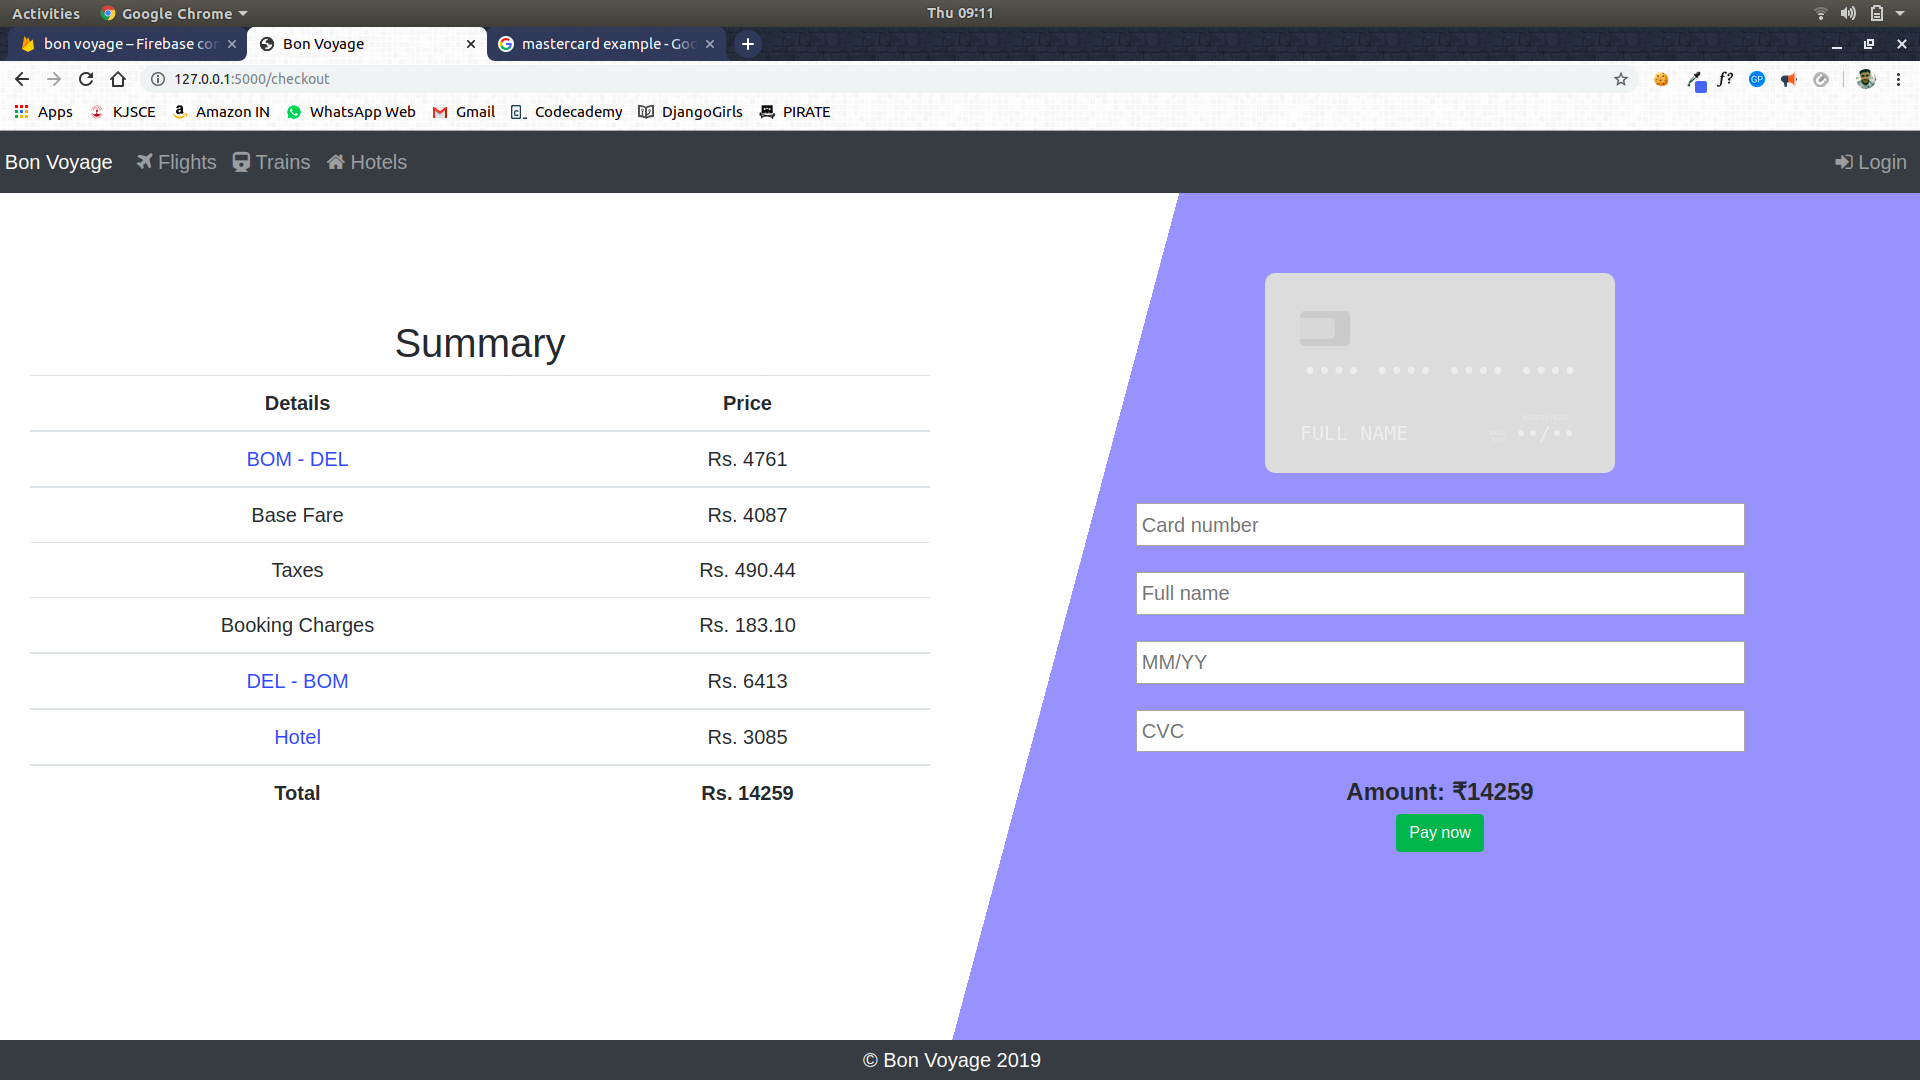 Activities Google Chrome Thu 09:11
bon voyage – Firebase cor Bon Voyage mastercard example - Goo
127.0.0.1:5000/checkout f? GP
Apps KJSCE Amazon IN WhatsApp Web Gmail Codecademy DjangoGirls PIRATE
Bon Voyage Flights Trains Hotels Login
Summary
Details Price
BOM - DEL Rs. 4761
Base Fare Rs. 4087
Taxes Rs. 490.44
Booking Charges Rs. 183.10
DEL - BOM Rs. 6413
Hotel Rs. 3085
Total Rs. 14259
•••• •••• •••• ••••
FULL NAME ••/••
Card number
Full name
MM/YY
CVC
Amount: ₹14259
Pay now
© Bon Voyage 2019